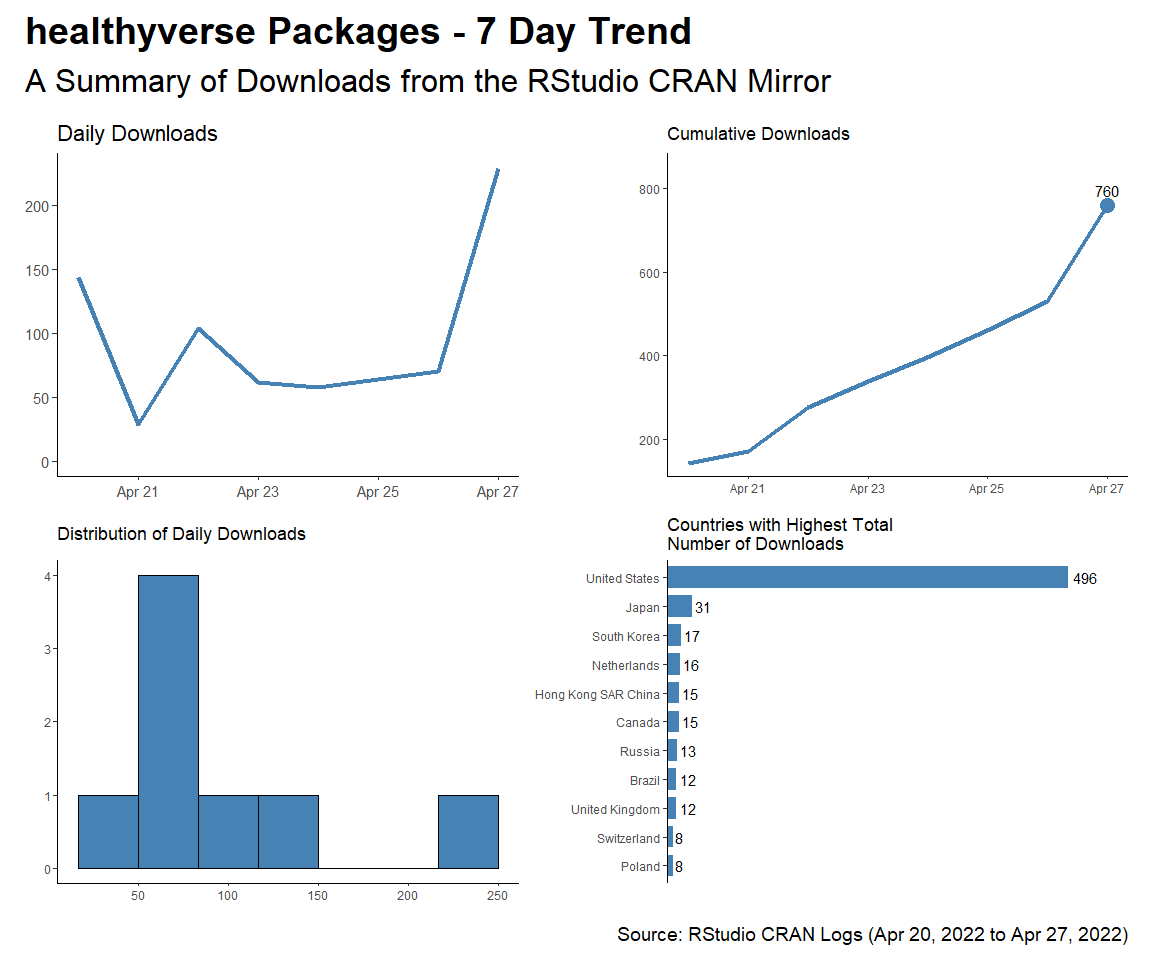 healthyverse Packages - 7 Day Trend
A Summary of Downloads from the RStudio CRAN Mirror
Daily Downloads
200
150
100
50
0
Apr 21 Apr 23 Apr 25 Apr 27
Cumulative Downloads
800
600
400
200
760
Apr 21 Apr 23 Apr 25 Apr 27
Distribution of Daily Downloads
4
3
2
1
0
50 100 150 200 250
Countries with Highest Total
Number of Downloads
United States 496
Japan 31
South Korea 17
Netherlands 16
Hong Kong SAR China 15
Canada 15
Russia 13
Brazil 12
United Kingdom 12
Switzerland 8
Poland 8
Source: RStudio CRAN Logs (Apr 20, 2022 to Apr 27, 2022)